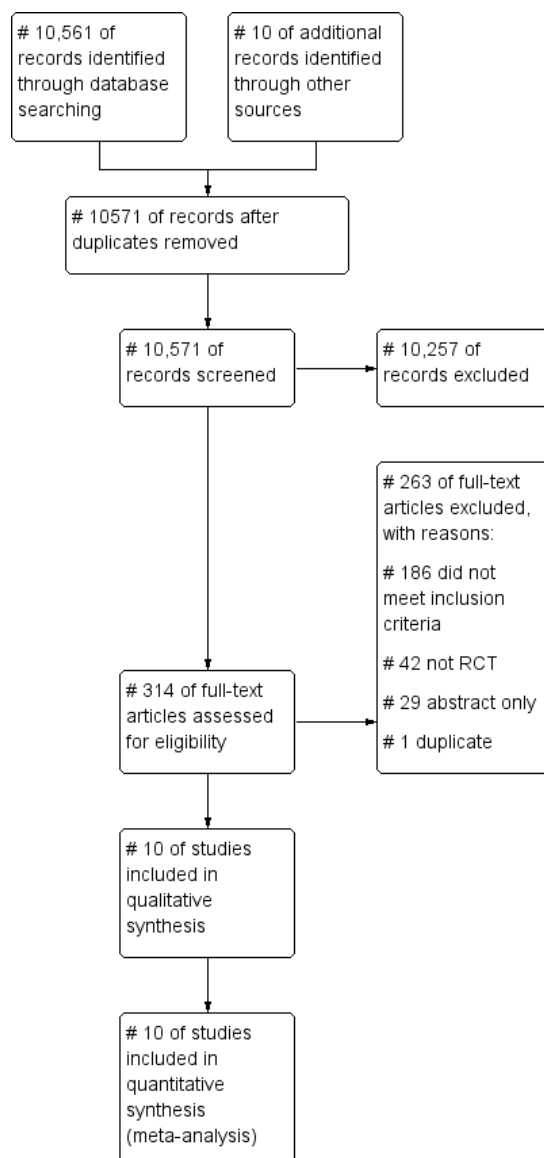 # 10,561 of
records identified
through database
searching
# 10 of additional
records identified
through other
sources
# 10571 of records after
duplicates removed
# 10,571 of
records screened
# 10,257 of
records excluded
# 263 of full-text
articles excluded,
with reasons:
# 186 did not
meet inclusion
criteria
# 42 not RCT
# 29 abstract only
# 1 duplicate
# 314 of full-text
articles assessed
for eligibility
# 10 of studies
included in
qualitative
synthesis
# 10 of studies
included in
quantitative
synthesis
(meta-analysis)